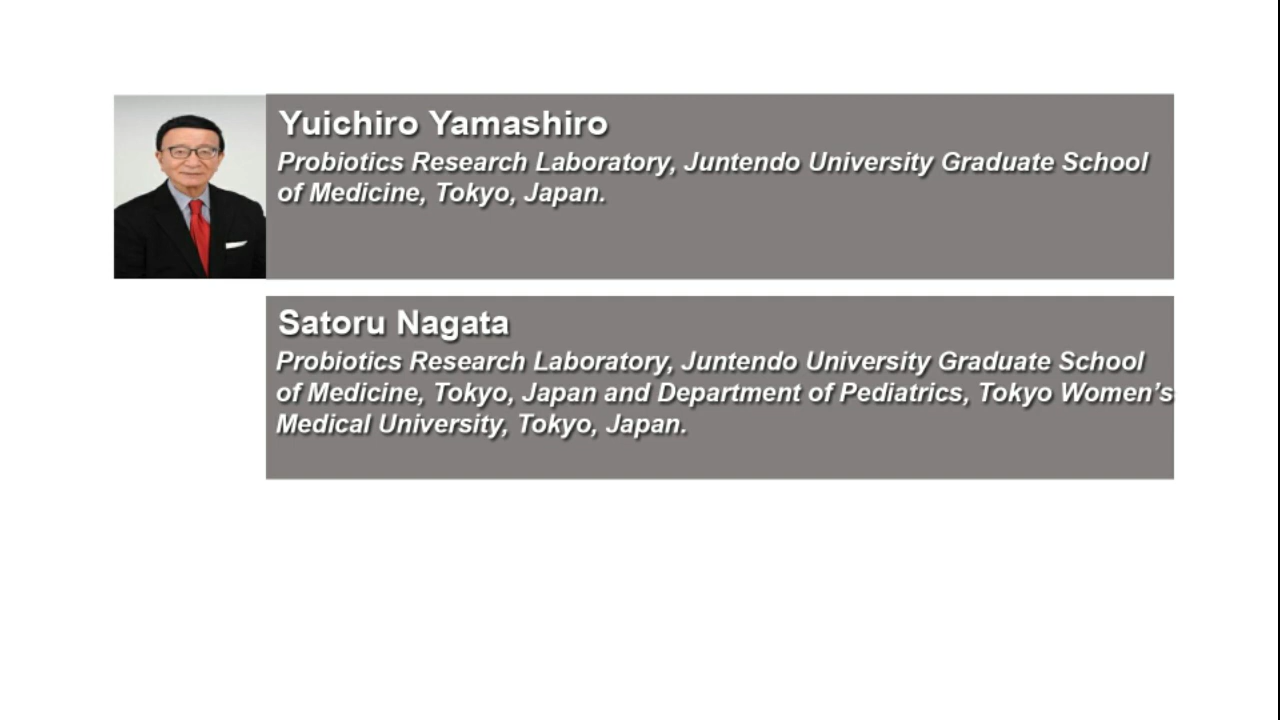 Yuichiro Yamashiro
Probiotics Research Laboratory, Juntendo University Graduate School
of Medicine, Tokyo, Japan.
Satoru Nagata
Probiotics Research Laboratory, Juntendo University Graduate School
of Medicine, Tokyo, Japan and Department of Pediatrics, Tokyo Women’s
Medical University, Tokyo, Japan.